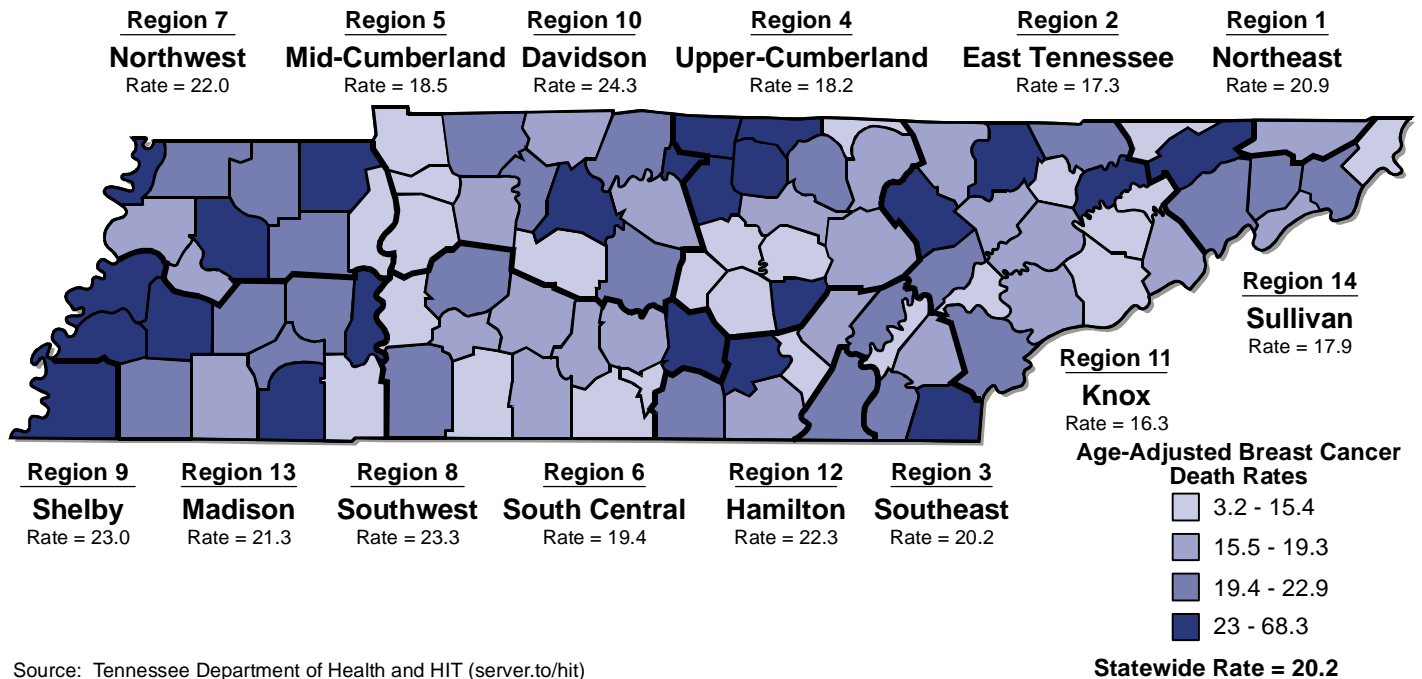 Region 7
Northwest
Rate = 22.0
Region 5
Mid-Cumberland
Rate = 18.5
Region 10
Davidson
Rate = 24.3
Region 4
Upper-Cumberland
Rate = 18.2
Region 2
East Tennessee
Rate = 17.3
Region 1
Northeast
Rate = 20.9
Region 14
Sullivan
Rate = 17.9
Region 11
Knox
Rate = 16.3
Region 9
Shelby
Rate = 23.0
Region 13
Madison
Rate = 21.3
Region 8
Southwest
Rate = 23.3
Region 6
South Central
Rate = 19.4
Region 12
Hamilton
Rate = 22.3
Region 3
Southeast
Rate = 20.2
Age-Adjusted Breast Cancer
Death Rates
3.2 - 15.4
15.5 - 19.3
19.4 - 22.9
23 - 68.3
Statewide Rate = 20.2
Source: Tennessee Department of Health and HIT (server.to/hit)